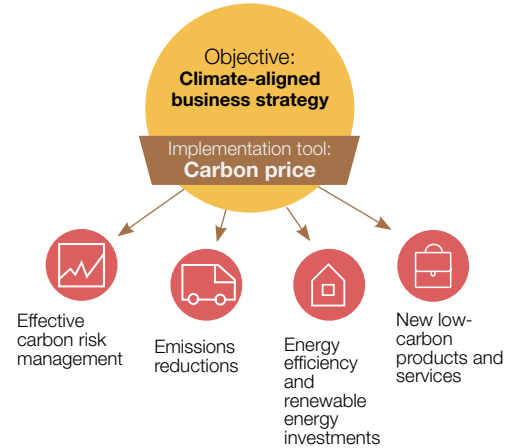 Objective:
Climate-aligned
business strategy
Implementation tool:
Carbon price
Effective
carbon risk
management
Emissions
reductions
Energy
efficiency
and
renewable
energy
investments
New low-
carbon
products and
services